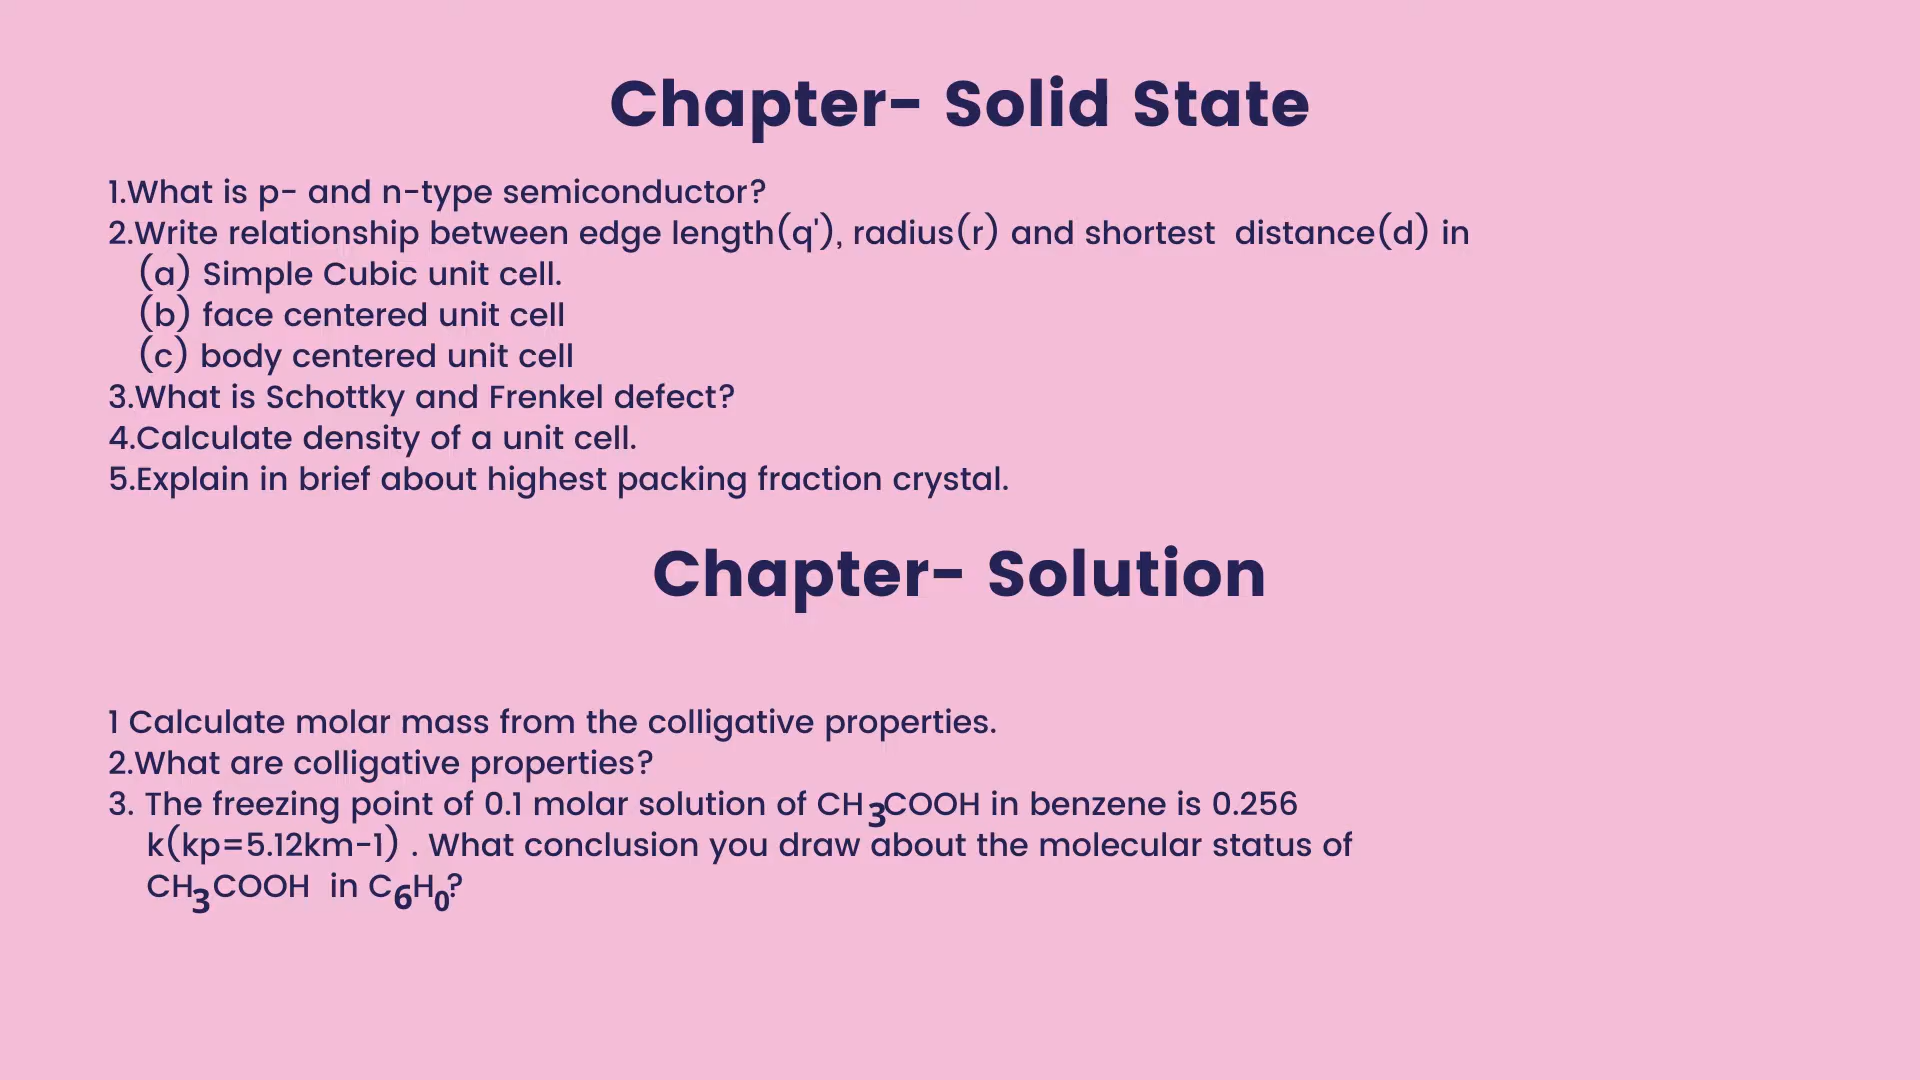 Chapter- Solid State
1.What is p- and n-type semiconductor?
2.Write relationship between edge length(q'), radius(r) and shortest  distance(d) in
(a) Simple Cubic unit cell.
(b) face centered unit cell
(c) body centered unit cell
3.What is Schottky and Frenkel defect?
4.Calculate density of a unit cell.
5.Explain in brief about highest packing fraction crystal.
Chapter- Solution
1 Calculate molar mass from the colligative properties.
2.What are colligative properties?
3. The freezing point of 0.1 molar solution of CH₃COOH in benzene is 0.256
k(kp=5.12km-1) . What conclusion you draw about the molecular status of
CH₃COOH  in C₆H₀?